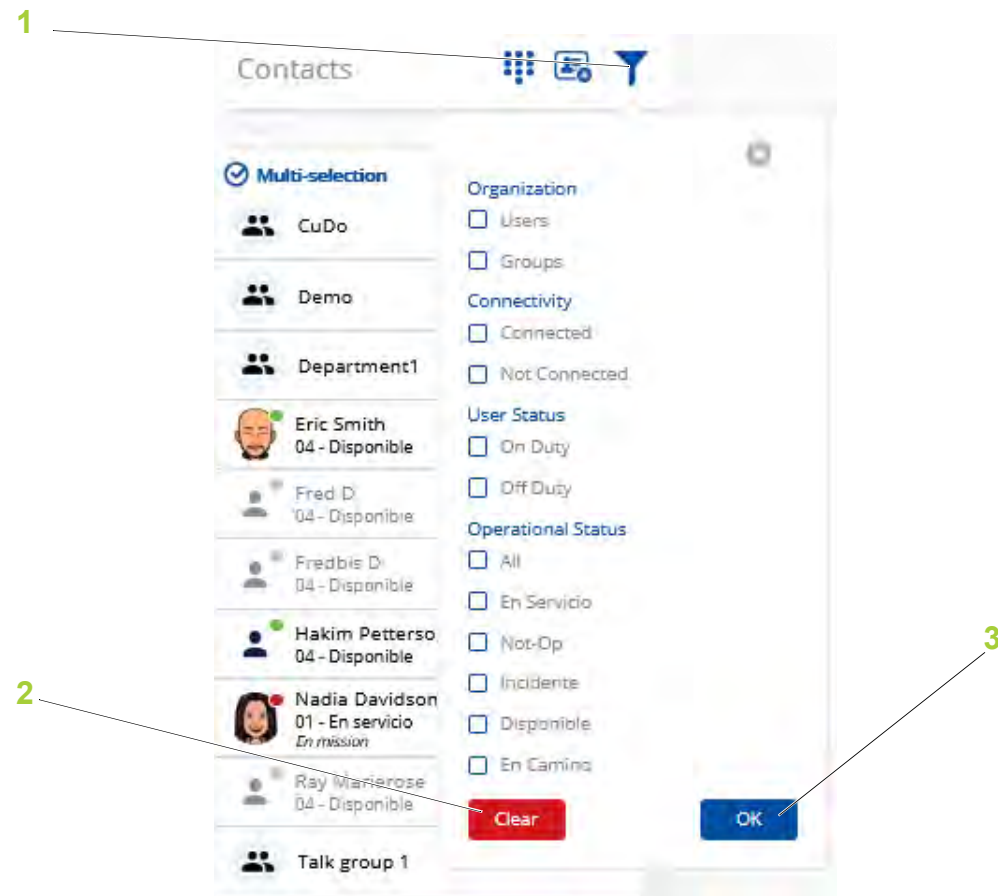 1
Contacts
Multi-selection
CuDo
Demo
Department1
Eric Smith
04 - Disponible
Fred D
04 - Disponible
Fredbis D
04 - Disponible
Hakim Petterso
04 - Disponible
Nadia Davidson
01 - En servicio
En mission
Ray Marierose
04 - Disponible
Talk group 1
Organization
Users
Groups
Connectivity
Connected
Not Connected
User Status
On Duty
Off Duty
Operational Status
All
En Servicio
Not-Op
Incidente
Disponible
En Camino
Clear
OK
2
3